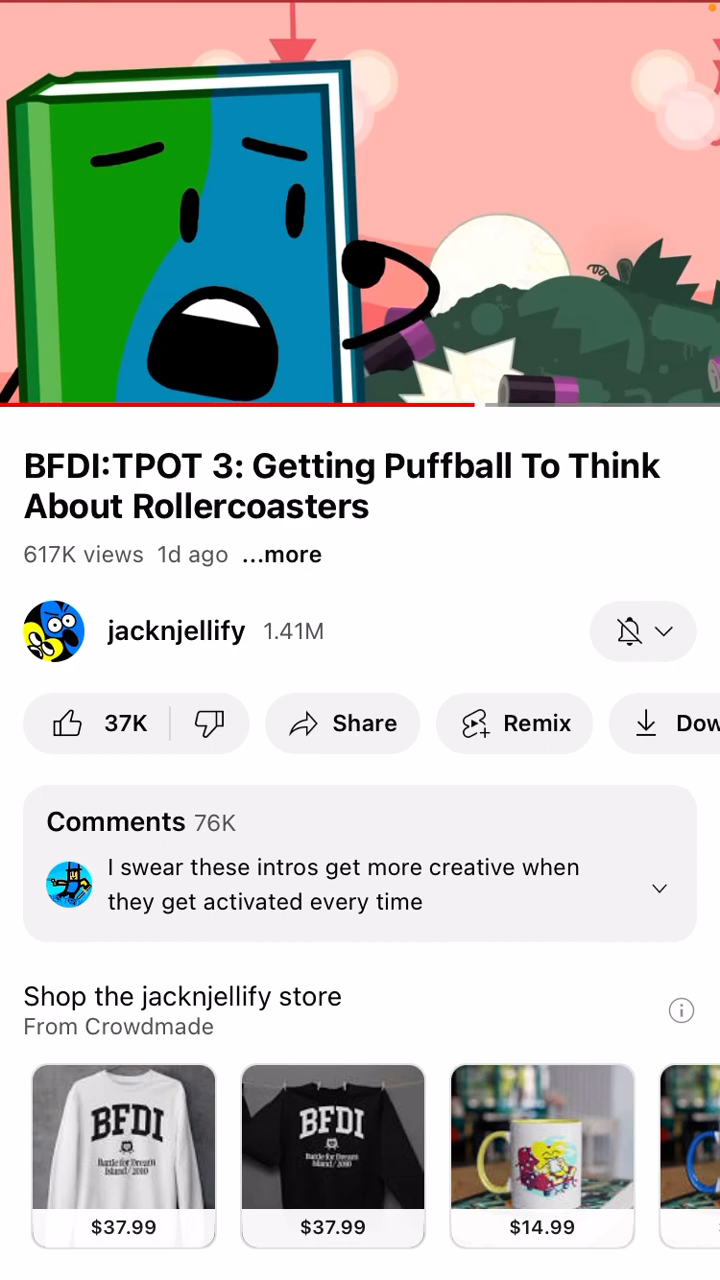 BFDI:TPOT 3: Getting Puffball To Think
About Rollercoasters
617K views 1d ago ...more
jacknjellify 1.41M
37K
Share
Remix
Dow
Comments 76K
I swear these intros get more creative when
they get activated every time
Shop the jacknjellify store
From Crowdmade
BFDI
Battle for Dream
Island/2010
$37.99
BFDI
Battle for Dream
Island/2010
$37.99
$14.99